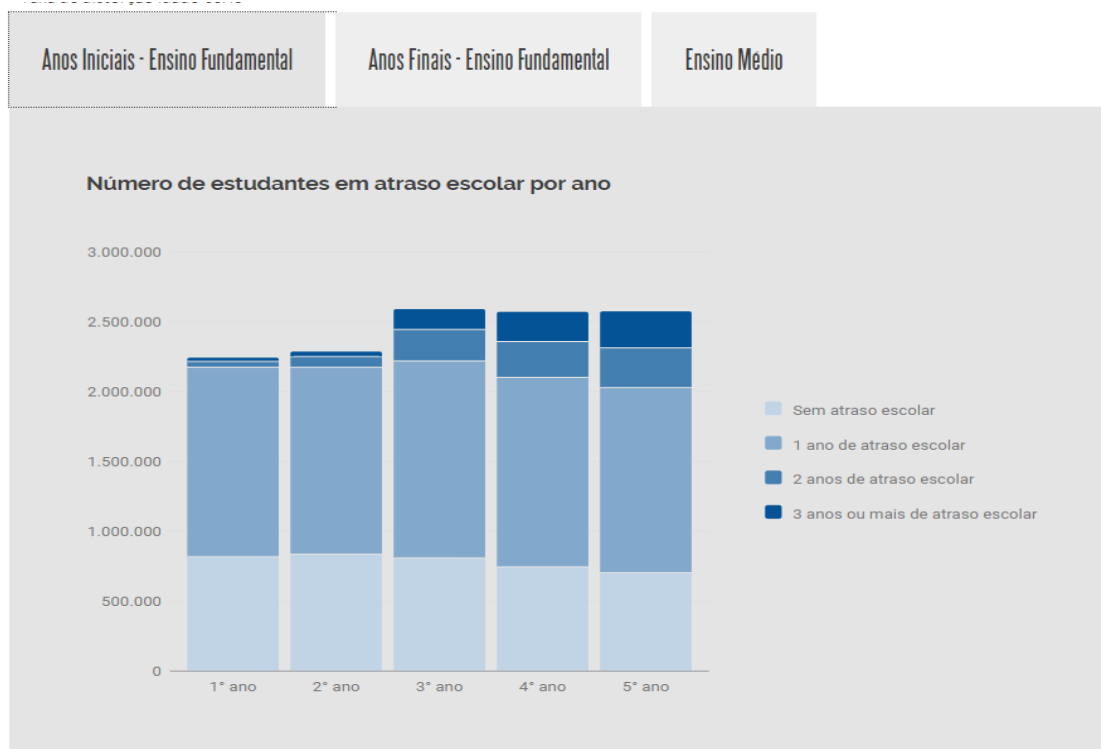 Anos Iniciais - Ensino Fundamental
Anos Finais - Ensino Fundamental
Ensino Médio
Número de estudantes em atraso escolar por ano
3.000.000
2.500.000
2.000.000
1.500.000
1.000.000
500.000
0
1° ano
2° ano
3° ano
4° ano
5° ano
Sem atraso escolar
1 ano de atraso escolar
2 anos de atraso escolar
3 anos ou mais de atraso escolar